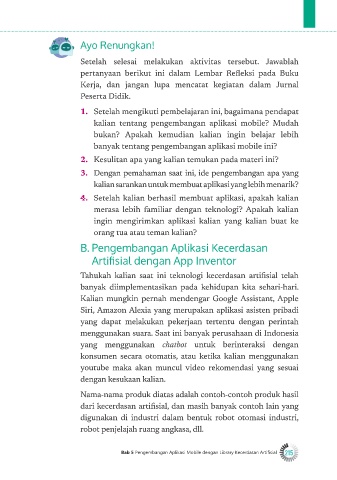 Ayo Renungkan!
Setelah selesai melakukan aktivitas tersebut. Jawablah
pertanyaan berikut ini dalam Lembar Refleksi pada Buku
Kerja, dan jangan lupa mencatat kegiatan dalam Jurnal
Peserta Didik.
1. Setelah mengikuti pembelajaran ini, bagaimana pendapat
kalian tentang pengembangan aplikasi mobile? Mudah
bukan? Apakah kemudian kalian ingin belajar lebih
banyak tentang pengembangan aplikasi mobile ini?
2. Kesulitan apa yang kalian temukan pada materi ini?
3. Dengan pemahaman saat ini, ide pengembangan apa yang
kalian sarankan untuk membuat aplikasi yang lebih menarik?
4. Setelah kalian berhasil membuat aplikasi, apakah kalian
merasa lebih familiar dengan teknologi? Apakah kalian
ingin mengirimkan aplikasi kalian yang kalian buat ke
orang tua atau teman kalian?
B. Pengembangan Aplikasi Kecerdasan
Artifisial dengan App Inventor
Tahukah kalian saat ini teknologi kecerdasan artifisial telah
banyak diimplementasikan pada kehidupan kita sehari-hari.
Kalian mungkin pernah mendengar Google Assistant, Apple
Siri, Amazon Alexia yang merupakan aplikasi asisten pribadi
yang dapat melakukan pekerjaan tertentu dengan perintah
menggunakan suara. Saat ini banyak perusahaan di Indonesia
yang menggunakan chatbot untuk berinteraksi dengan
konsumen secara otomatis, atau ketika kalian menggunakan
youtube maka akan muncul video rekomendasi yang sesuai
dengan kesukaan kalian.
Nama-nama produk diatas adalah contoh-contoh produk hasil
dari kecerdasan artifisial, dan masih banyak contoh lain yang
digunakan di industri dalam bentuk robot otomasi industri,
robot penjelajah ruang angkasa, dll.
Bab 5 Pengembangan Aplikasi Mobile dengan Library Kecerdasan Artifisial 215